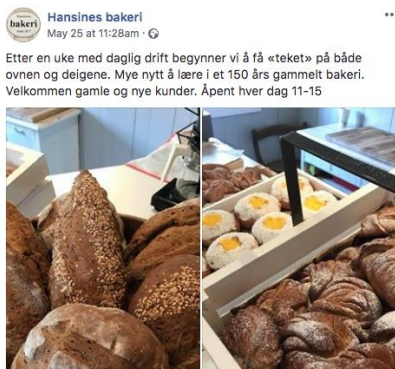 Hansines
bakeri
Hansines bakeri
May 25 at 11:28am ·
Etter en uke med daglig drift begynner vi å få «teket» på både
ovnen og deigene. Mye nytt å lære i et 150 års gammelt bakeri.
Velkommen gamle og nye kunder. Åpent hver dag 11-15